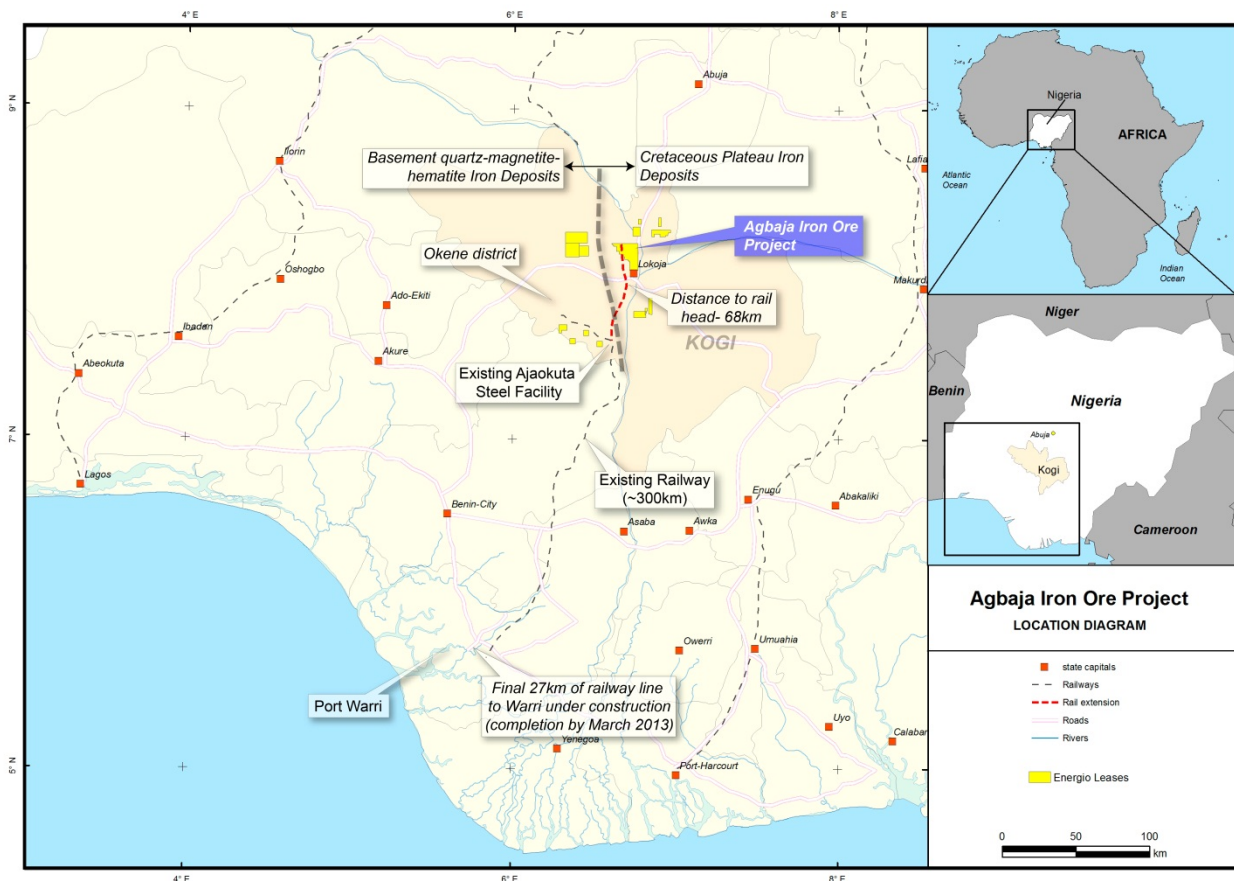 4° E
6° E
8° E
9° N
7° N
5° N
Abuja
Ilorin
Lafia
Basement quartz-magnetite-
hematite Iron Deposits
Cretaceous Plateau Iron
Deposits
Agbaja Iron Ore
Project
Okene district
Lokoja
Makurd
Oshogbo
Ado-Ekiti
Distance to rail
head- 68km
Ibadan
KOGI
Akure
Abeokuta
Existing Ajaokuta
Steel Facility
Lagos
Existing Railway
(~300km)
Benin-City
Enugu
Abakaliki
Asaba
Awka
Owerri
Umuahia
Port Warri
Final 27km of railway line
to Warri under construction
(completion by March 2013)
Yenegoa
Uyo
Calabar
Port-Harcourt
4° E
6° E
8° E
Nigeria
AFRICA
Atlantic
Ocean
Indian
Ocean
Niger
Benin
Nigeria
Abuja
Kogi
Cameroon
Agbaja Iron Ore Project
LOCATION DIAGRAM
state capitals
Railways
Rail extension
Roads
Rivers
Energio Leases
0
50
100
km